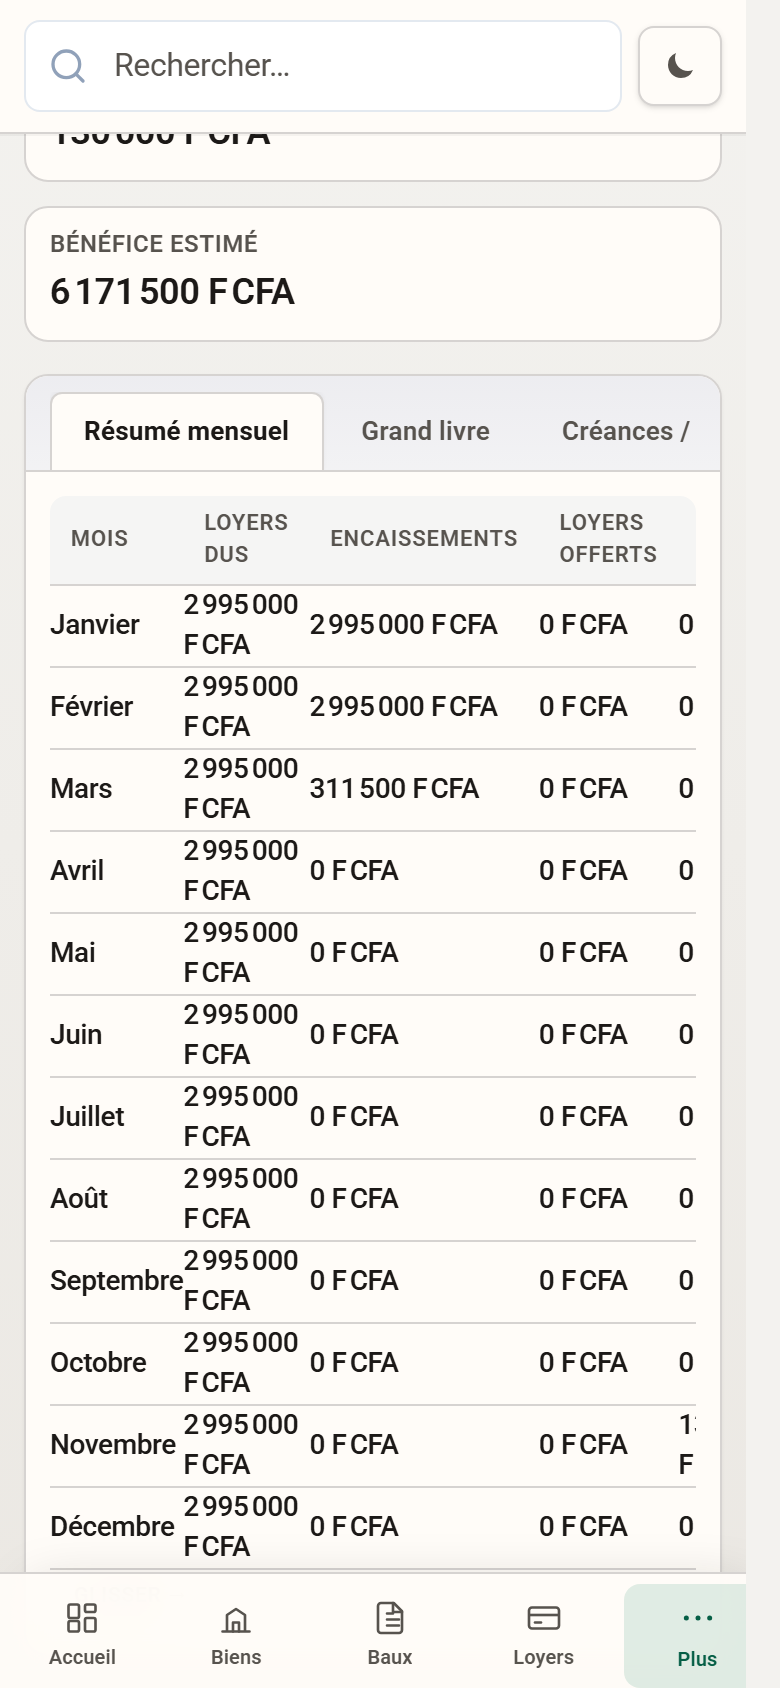 Rechercher...
130 000 F CFA
BÉNÉFICE ESTIMÉ
6 171 500 F CFA
Résumé mensuel Grand livre Créances /
MOIS LOYERS DUS ENCAISSEMENTS LOYERS OFFERTS
Janvier 2 995 000 F CFA 2 995 000 F CFA 0 F CFA 0
Février 2 995 000 F CFA 2 995 000 F CFA 0 F CFA 0
Mars 2 995 000 F CFA 311 500 F CFA 0 F CFA 0
Avril 2 995 000 F CFA 0 F CFA 0 F CFA 0
Mai 2 995 000 F CFA 0 F CFA 0 F CFA 0
Juin 2 995 000 F CFA 0 F CFA 0 F CFA 0
Juillet 2 995 000 F CFA 0 F CFA 0 F CFA 0
Août 2 995 000 F CFA 0 F CFA 0 F CFA 0
Septembre 2 995 000 F CFA 0 F CFA 0 F CFA 0
Octobre 2 995 000 F CFA 0 F CFA 0 F CFA 0
Novembre 2 995 000 F CFA 0 F CFA 0 F CFA
Décembre 2 995 000 F CFA 0 F CFA 0 F CFA 0
Accueil Biens Baux Loyers Plus